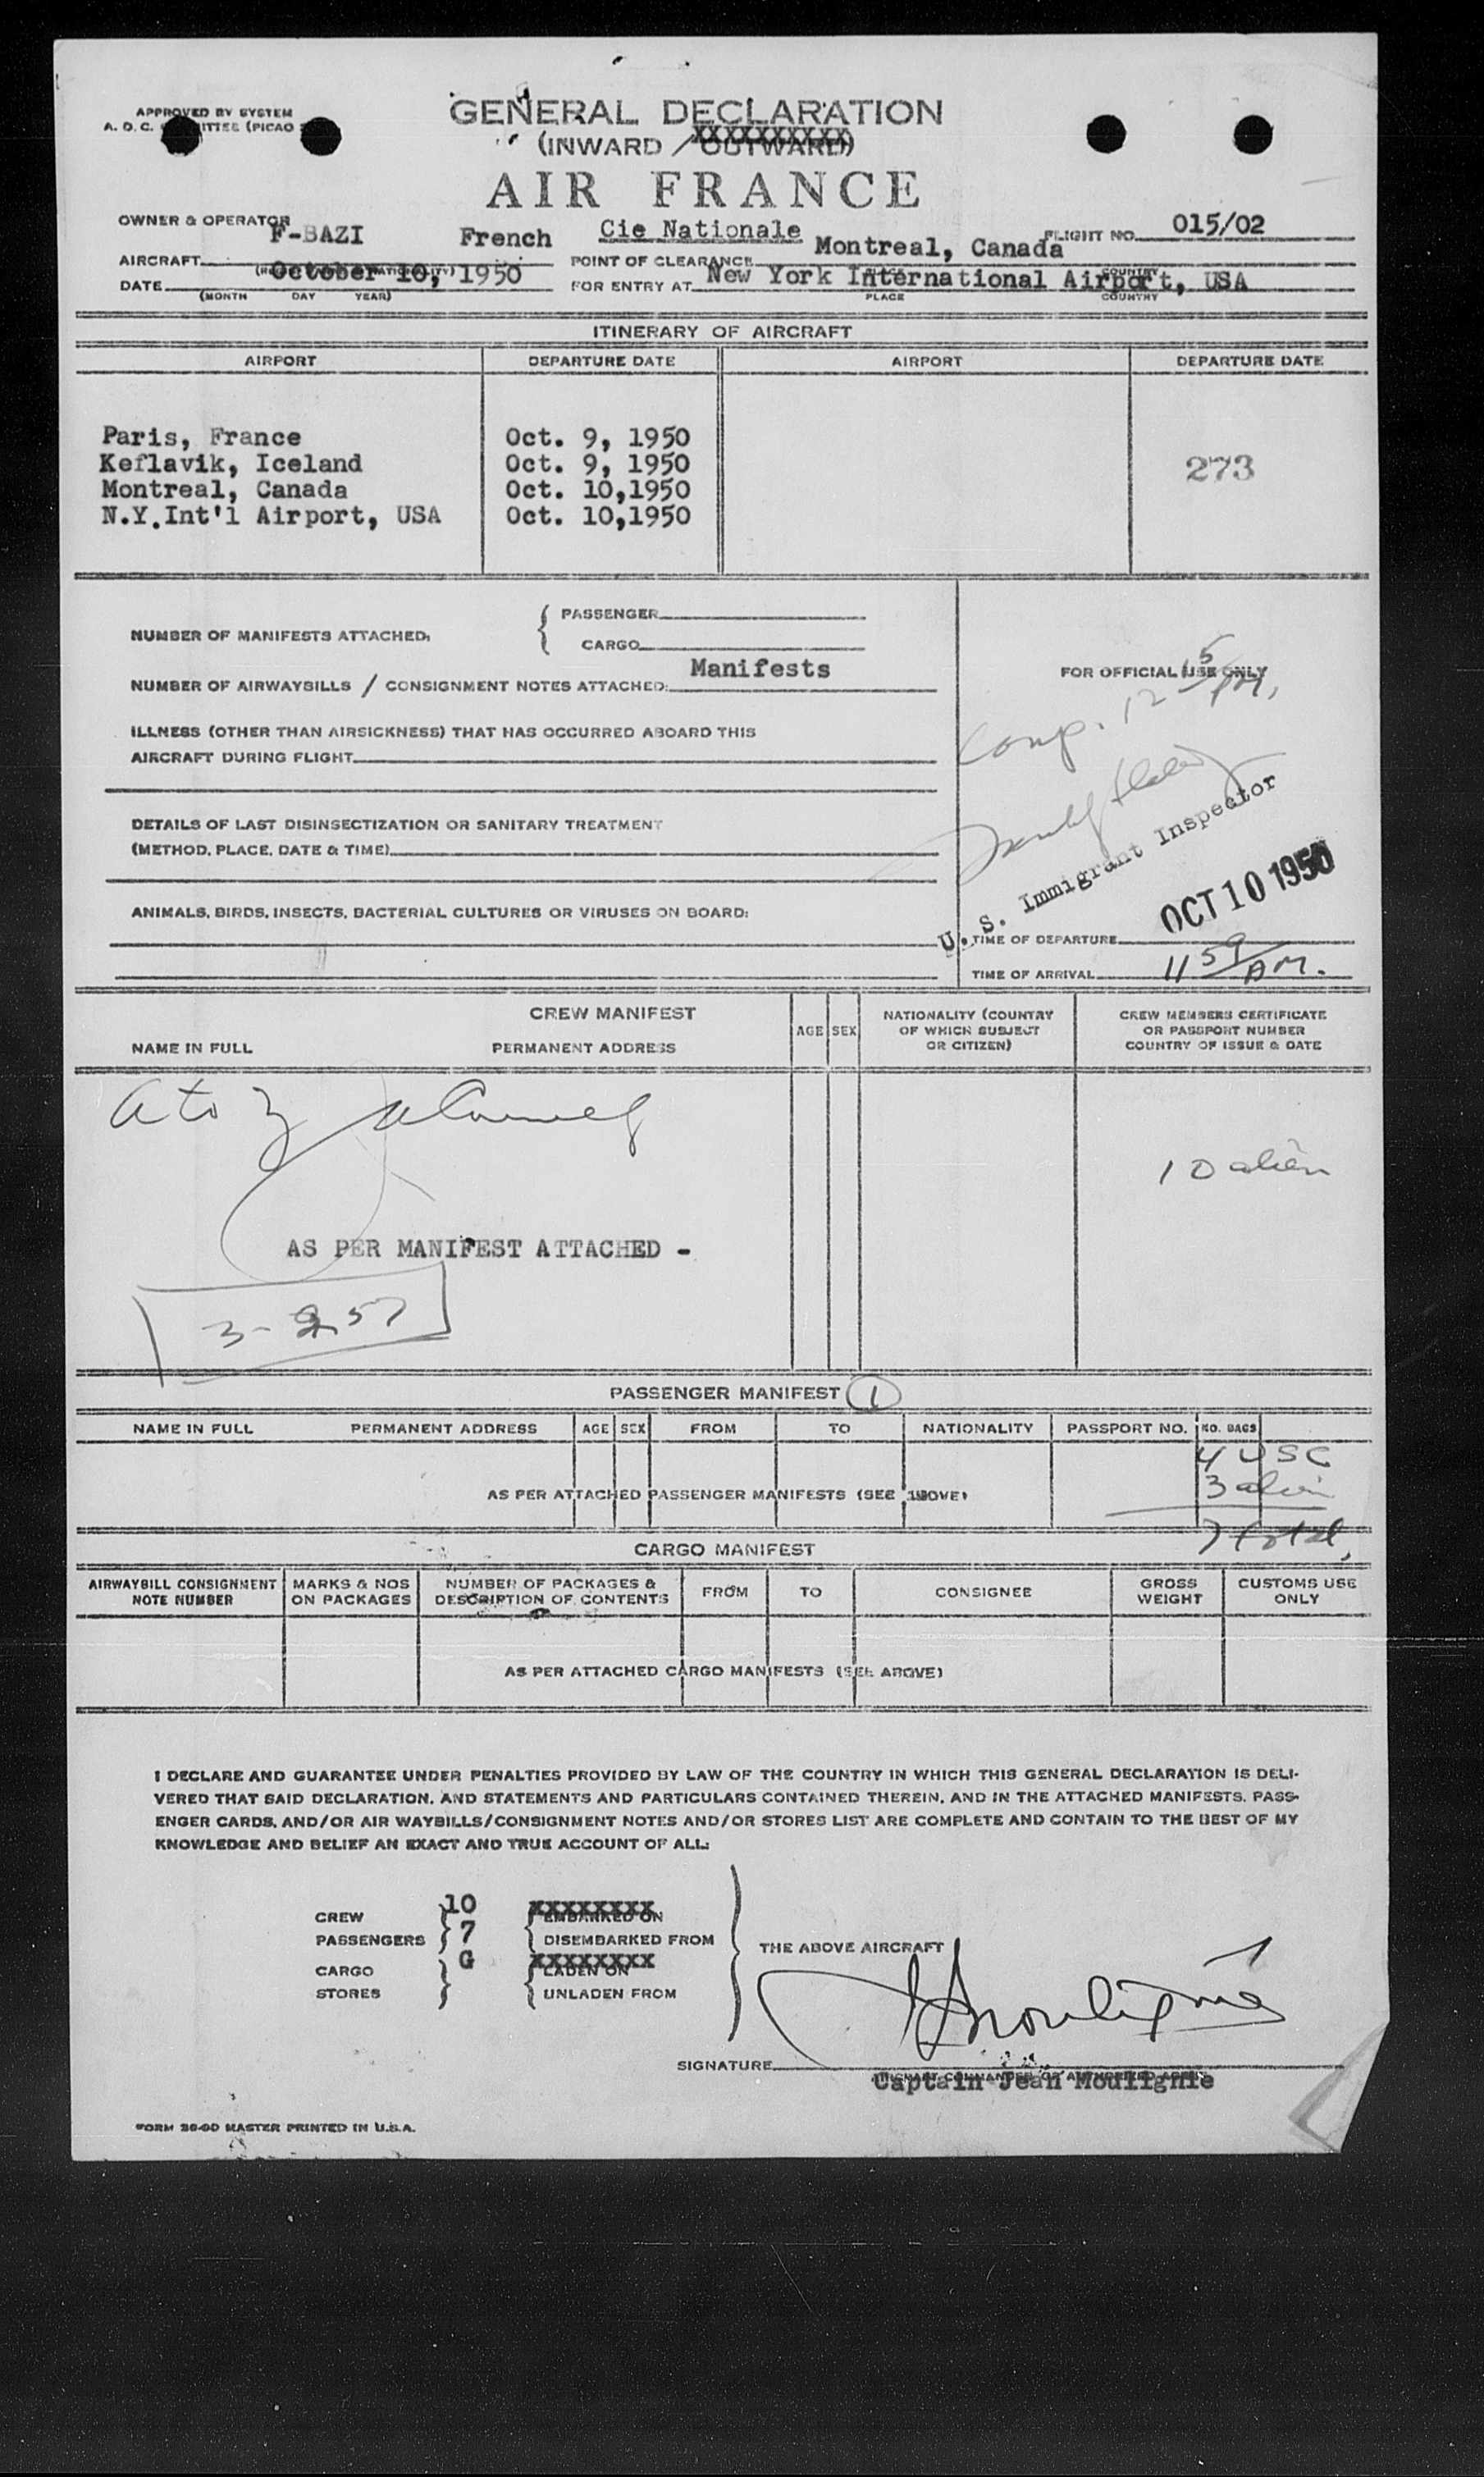 APPROVED BY SYSTEM
A. O. C. (PICAO
GENERAL DECLARATION
(INWARD / OUTWARD)
AIR FRANCE
OWNER & OPERATOR Cie Nationale FLIGHT NO. 015/02
AIRCRAFT F-BAZI French POINT OF CLEARANCE Montreal, Canada
DATE October 10, 1950 FOR ENTRY AT New York International Airport, USA
(MONTH DAY YEAR) PLACE COUNTRY
ITINERARY OF AIRCRAFT
AIRPORT DEPARTURE DATE AIRPORT DEPARTURE DATE
Paris, France Oct. 9, 1950
Keflavik, Iceland Oct. 9, 1950 273
Montreal, Canada Oct. 10,1950
N.Y.Int'l Airport, USA Oct. 10,1950
NUMBER OF MANIFESTS ATTACHED: PASSENGER
CARGO
NUMBER OF AIRWAYBILLS / CONSIGNMENT NOTES ATTACHED: Manifests
FOR OFFICIAL USE ONLY
Comp. 12 15 PM.
ILLNESS (OTHER THAN AIRSICKNESS) THAT HAS OCCURRED ABOARD THIS
AIRCRAFT DURING FLIGHT
DETAILS OF LAST DISINSECTIZATION OR SANITARY TREATMENT
(METHOD, PLACE, DATE & TIME)
U. S. Immigrant Inspector
ANIMALS, BIRDS, INSECTS, BACTERIAL CULTURES OR VIRUSES ON BOARD:
OCT 10 1950
TIME OF DEPARTURE
TIME OF ARRIVAL 11 59 AM.
CREW MANIFEST
NAME IN FULL PERMANENT ADDRESS AGE SEX NATIONALITY (COUNTRY OF WHICH SUBJECT OR CITIZEN) CREW MEMBERS CERTIFICATE OR PASSPORT NUMBER COUNTRY OF ISSUE & DATE
A to Z
10 alien
AS PER MANIFEST ATTACHED -
3-257
PASSENGER MANIFEST 1
NAME IN FULL PERMANENT ADDRESS AGE SEX FROM TO NATIONALITY PASSPORT NO. NO. BAGS
4 USC
3 alien
AS PER ATTACHED PASSENGER MANIFESTS (SEE ABOVE)
7 total,
CARGO MANIFEST
AIRWAYBILL CONSIGNMENT NOTE NUMBER MARKS & NOS ON PACKAGES NUMBER OF PACKAGES & DESCRIPTION OF CONTENTS FROM TO CONSIGNEE GROSS WEIGHT CUSTOMS USE ONLY
AS PER ATTACHED CARGO MANIFESTS (SEE ABOVE)
I DECLARE AND GUARANTEE UNDER PENALTIES PROVIDED BY LAW OF THE COUNTRY IN WHICH THIS GENERAL DECLARATION IS DELI-
VERED THAT SAID DECLARATION, AND STATEMENTS AND PARTICULARS CONTAINED THEREIN, AND IN THE ATTACHED MANIFESTS, PASS-
ENGER CARDS, AND/OR AIR WAYBILLS/CONSIGNMENT NOTES AND/OR STORES LIST ARE COMPLETE AND CONTAIN TO THE BEST OF MY
KNOWLEDGE AND BELIEF AN EXACT AND TRUE ACCOUNT OF ALL:
CREW 10 EMBARKED ON
PASSENGERS 7 DISEMBARKED FROM
THE ABOVE AIRCRAFT
CARGO G LADEN ON
STORES UNLADEN FROM
SIGNATURE
Captain Jean Moulignie
FORM 26-GD MASTER PRINTED IN U.S.A.